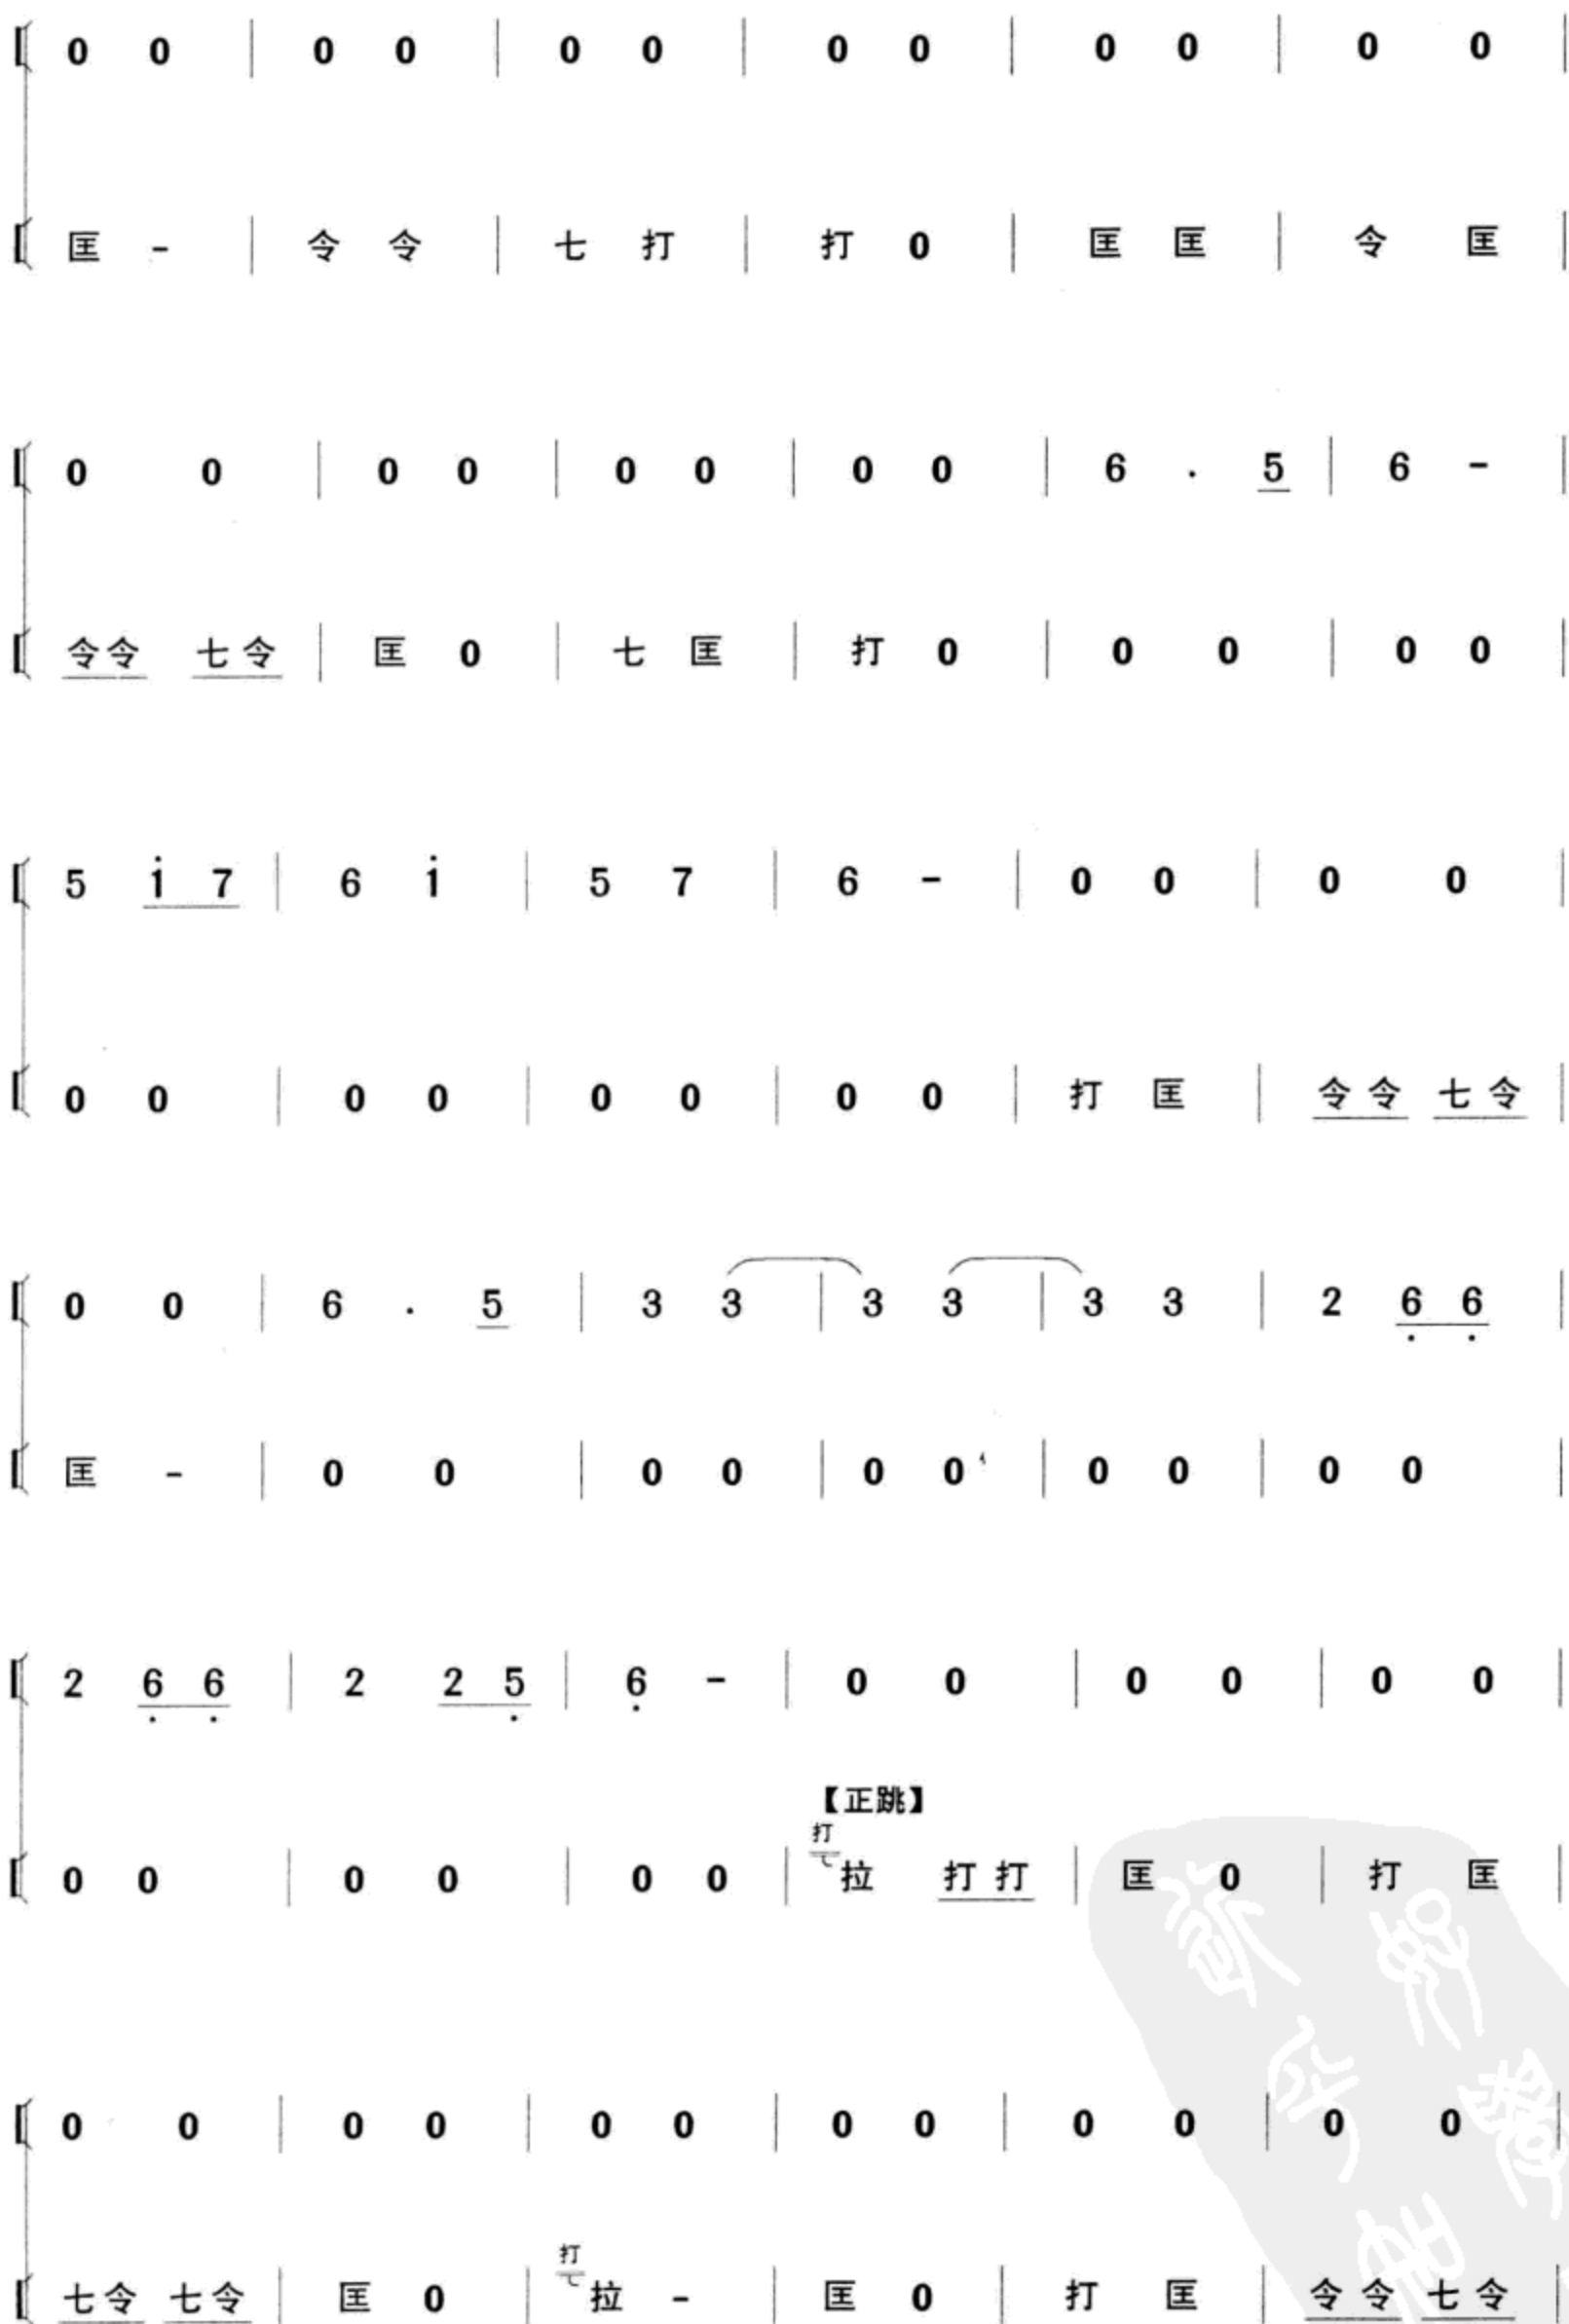 0 0 | 0 0 | 0 0 | 0 0 | 0 0 | 0 0 |
匡 - | 令 令 | 七 打 | 打 0 | 匡 匡 | 令 匡 |
0 0 | 0 0 | 0 0 | 0 0 | 6 . 5 | 6 - |
令令 七令 | 匡 0 | 七 匡 | 打 0 | 0 0 | 0 0 |
5 i 7 | 6 i | 5 7 | 6 - | 0 0 | 0 0 |
0 0 | 0 0 | 0 0 | 0 0 | 打 匡 | 令令 七令 |
0 0 | 6 . 5 | 3 3 | 3 3 | 3 3 | 2 6 6 |
匡 - | 0 0 | 0 0 | 0 0 | 0 0 | 0 0 |
2 6 6 | 2 2 5 | 6 - | 0 0 | 0 0 | 0 0 |
【正跳】
0 0 | 0 0 | 0 0 | 打 拉 打打 | 匡 0 | 打 匡 |
0 0 | 0 0 | 0 0 | 0 0 | 0 0 | 0 0 |
七令 七令 | 匡 0 | 打 拉 - | 匡 0 | 打 匡 | 令令 七令 |